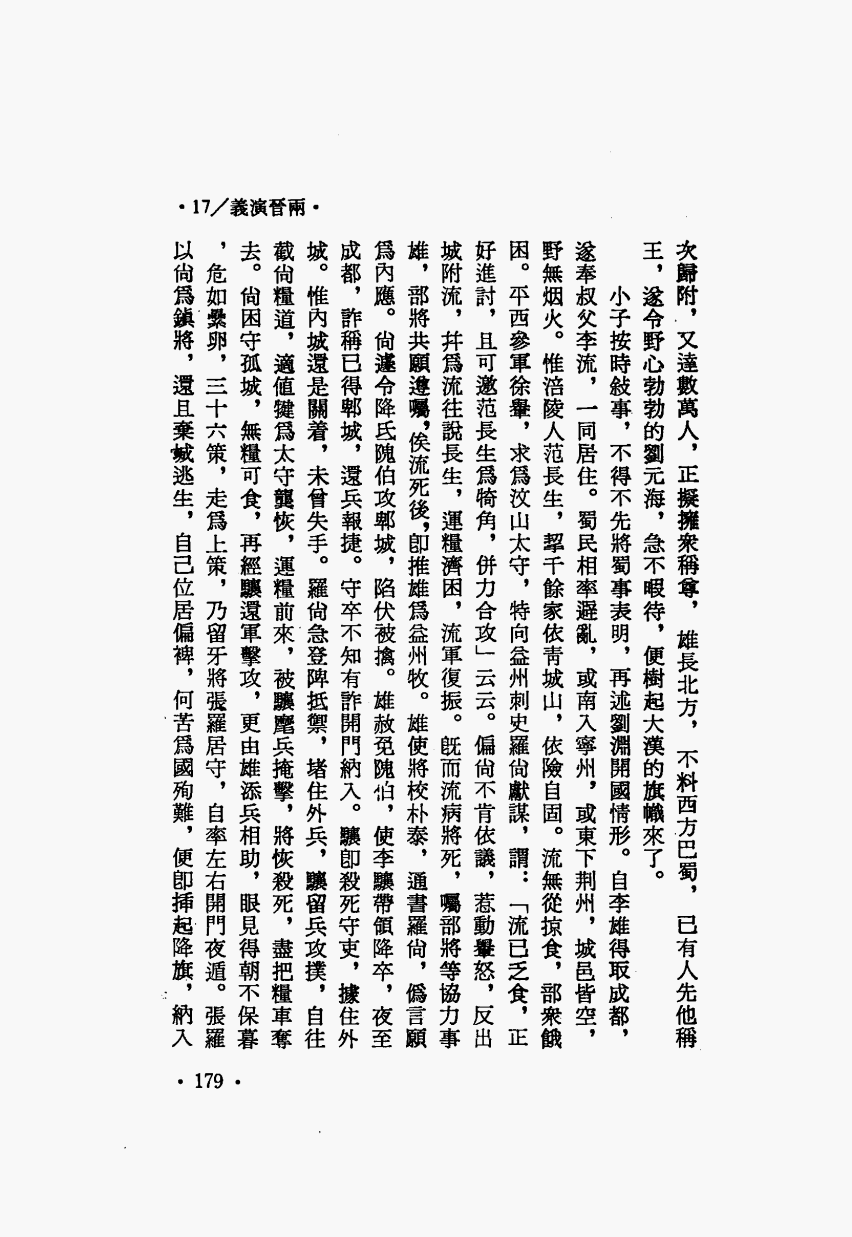 •17／義演晉兩•
次歸附，又達數萬人，正擬擁衆稱尊，雄長北方，不料西方巴蜀，已有人先他稱
王，遂令野心勃勃的劉元海，急不暇待，便樹起大漢的旗幟來了。
小子按時敍事，不得不先將蜀事表明，再述劉淵開國情形。自李雄得取成都，
遂奉叔父李流，一同居住。蜀民相率避亂，或南入寧州，或東下荆州，城邑皆空，
野無烟火。惟涪陵人范長生，挈千餘家依青城山，依險自固。流無從掠食，部衆餓
困。平西參軍徐轝，求爲汶山太守，特向益州刺史羅尙獻謀，謂：「流已乏食，正
好進討，且可邀范長生爲犄角，併力合攻」云云。偏尙不肯依議，惹動轝怒，反出
城附流，幷爲流往說長生，運糧濟困，流軍復振。旣而流病將死，囑部將等協力事
雄，部將共願遵囑，俟流死後，卽推雄爲益州牧。雄使將校朴泰，通書羅尙，僞言願
爲內應。尙遽令降氐隗伯攻郫城，陷伏被擒。雄赦免隗伯，使李驤帶領降卒，夜至
成都，詐稱已得郫城，還兵報捷。守卒不知有詐開門納入。驤卽殺死守吏，據住外
城。惟內城還是關着，未曾失手。羅尙急登陴抵禦，堵住外兵，驤留兵攻撲，自往
截尙糧道，適値犍爲太守龔恢，運糧前來，被驤麾兵掩擊，將恢殺死，盡把糧車奪
去。尙困守孤城，無糧可食，再經驤還軍擊攻，更由雄添兵相助，眼見得朝不保暮
，危如纍卵，三十六策，走爲上策，乃留牙將張羅居守，自率左右開門夜遁。張羅
以尙爲鎭將，還且棄城逃生，自己位居偏裨，何苦爲國殉難，便卽揷起降旗，納入
•179•